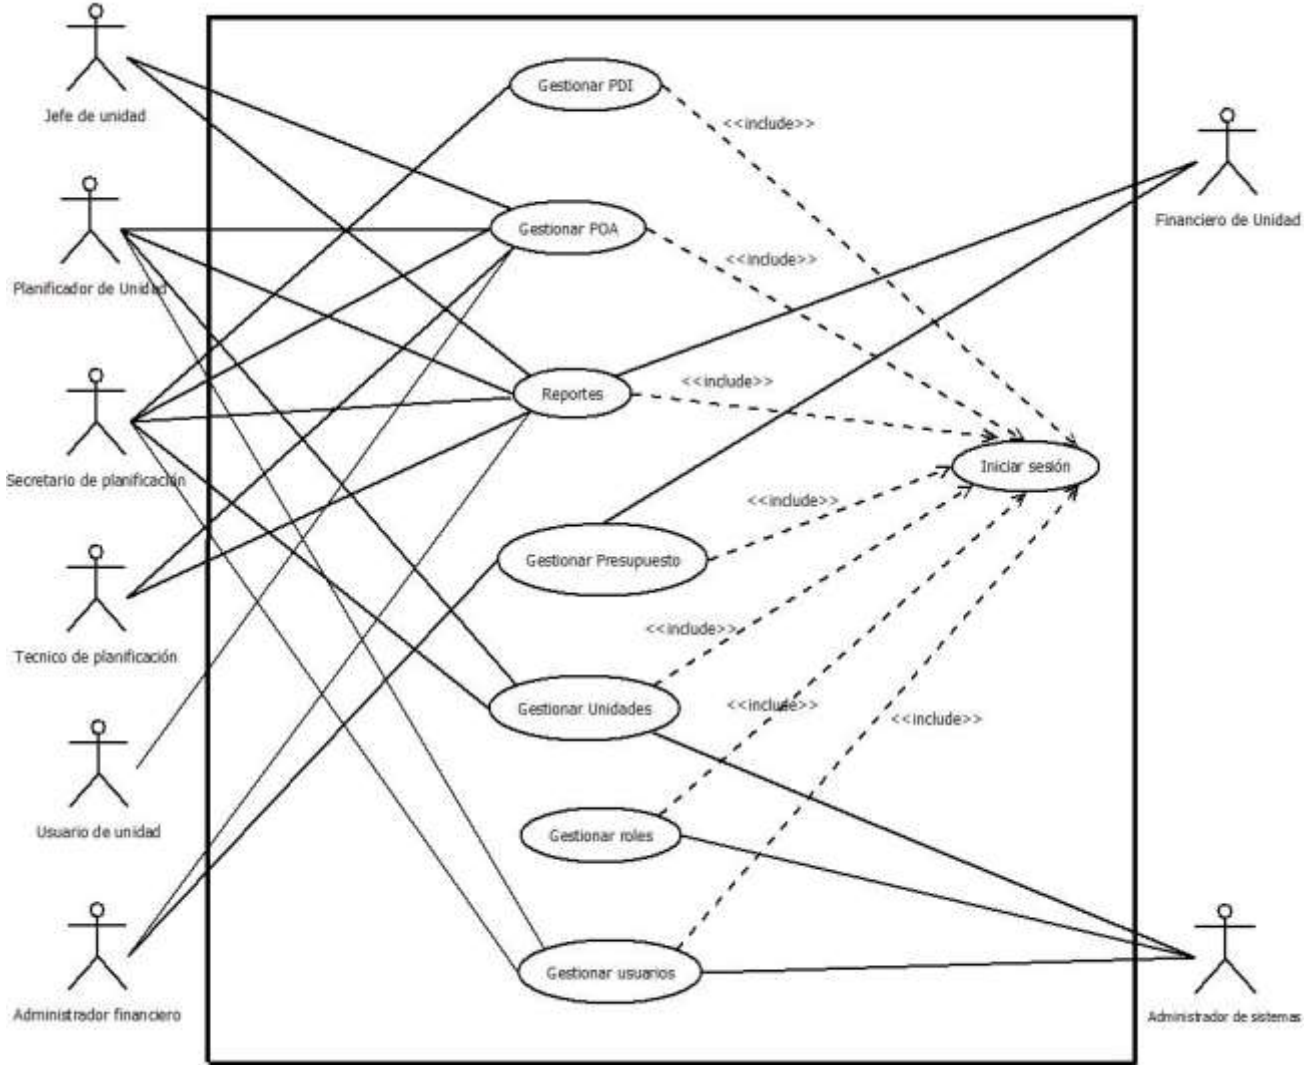 Jefe de unidad
Planificador de Unidad
Secretario de planificación
Tecnico de planificación
Usuario de unidad
Administrador financiero
Gestionar PDI
Gestionar POA
Reportes
Gestionar Presupuesto
Gestionar Unidades
Gestionar roles
Gestionar usuarios
<<include>>
<<include>>
<<include>>
<<include>>
<<include>>
<<include>>
<<include>>
Iniciar sesión
Financiero de Unidad
Administrador de sistemas